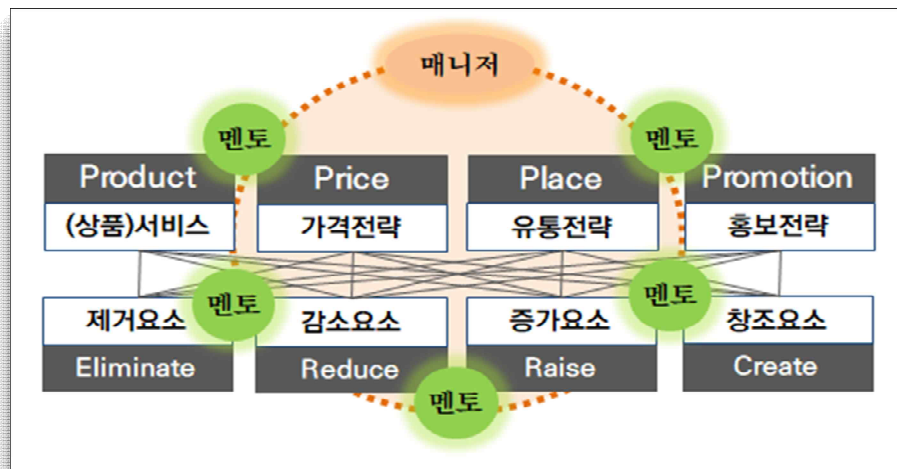 매니저
멘토 멘토
Product Price Place Promotion
(상품)서비스 가격전략 유통전략 홍보전략
멘토 멘토
제거요소 감소요소 증가요소 창조요소
Eliminate Reduce Raise Create
멘토